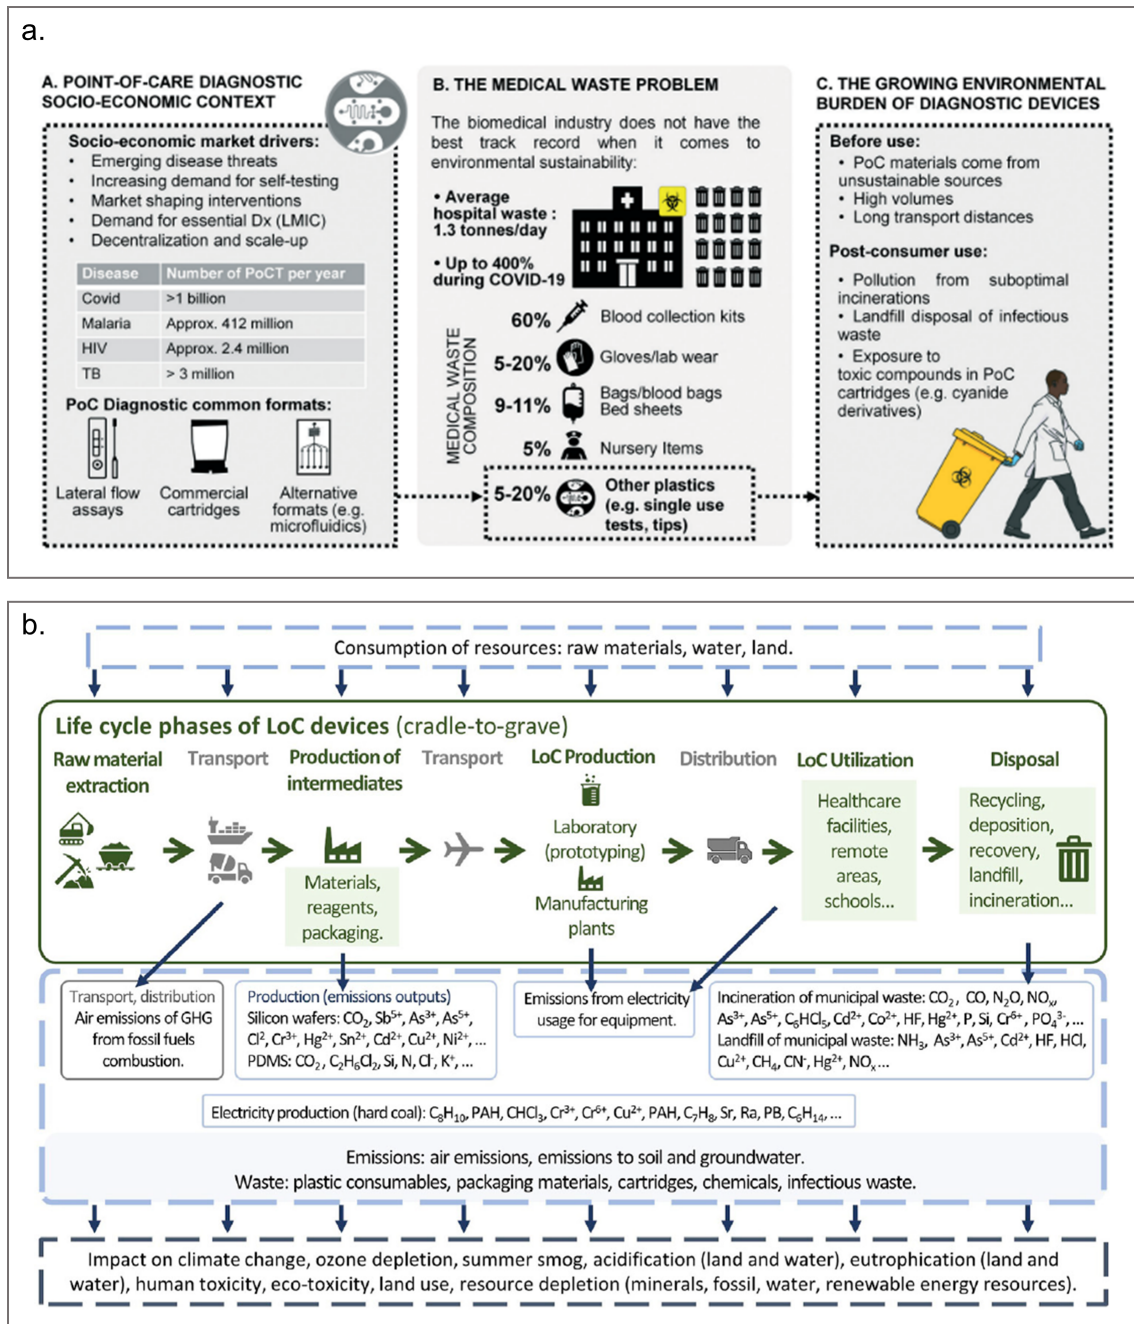 a.
A. POINT-OF-CARE DIAGNOSTIC
SOCIO-ECONOMIC CONTEXT
Socio-economic market drivers:
• Emerging disease threats
• Increasing demand for self-testing
• Market shaping interventions
• Demand for essential Dx (LMIC)
• Decentralization and scale-up
Disease Number of PoCT per year
Covid >1 billion
Malaria Approx. 412 million
HIV Approx. 2.4 million
TB > 3 million
PoC Diagnostic common formats:
Lateral flow
assays
Commercial
cartridges
Alternative
formats (e.g.
microfluidics)
B. THE MEDICAL WASTE PROBLEM
The biomedical industry does not have the
best track record when it comes to
environmental sustainability:
• Average
hospital waste :
1.3 tonnes/day
• Up to 400%
during COVID-19
MEDICAL WASTE
COMPOSITION
60% Blood collection kits
5-20% Gloves/lab wear
9-11% Bags/blood bags
Bed sheets
5% Nursery Items
5-20% Other plastics
(e.g. single use
tests, tips)
C. THE GROWING ENVIRONMENTAL
BURDEN OF DIAGNOSTIC DEVICES
Before use:
• PoC materials come from
unsustainable sources
• High volumes
• Long transport distances
Post-consumer use:
• Pollution from suboptimal
incinerations
• Landfill disposal of infectious
waste
• Exposure to
toxic compounds in PoC
cartridges (e.g. cyanide
derivatives)
b.
Consumption of resources: raw materials, water, land.
Life cycle phases of LoC devices (cradle-to-grave)
Raw material
extraction
Transport
Production of
intermediates
Materials,
reagents,
packaging.
Transport
LoC Production
Laboratory
(prototyping)
Manufacturing
plants
Distribution
LoC Utilization
Healthcare
facilities,
remote
areas,
schools...
Disposal
Recycling,
deposition,
recovery,
landfill,
incineration...
Transport, distribution
Air emissions of GHG
from fossil fuels
combustion.
Production (emissions outputs)
Silicon wafers: CO₂, Sb⁵⁺, As³⁺, As⁵⁺,
Cl², Cr³⁺, Hg²⁺, Sn²⁺, Cd²⁺, Cu²⁺, Ni²⁺, ...
PDMS: CO₂, C₂H₆Cl₂, Si, N, Cl⁻, K⁺, ...
Emissions from electricity
usage for equipment.
Incineration of municipal waste: CO₂, CO, N₂O, NOₓ,
As³⁺, As⁵⁺, C₆HCl₅, Cd²⁺, Co²⁺, HF, Hg²⁺, P, Si, Cr⁶⁺, PO₄³⁻, ...
Landfill of municipal waste: NH₃, As³⁺, As⁵⁺, Cd²⁺, HF, HCl,
Cu²⁺, CH₄, CN⁻, Hg²⁺, NOₓ...
Electricity production (hard coal): C₈H₁₀, PAH, CHCl₃, Cr³⁺, Cr⁶⁺, Cu²⁺, PAH, C₇H₈, Sr, Ra, PB, C₆H₁₄, ...
Emissions: air emissions, emissions to soil and groundwater.
Waste: plastic consumables, packaging materials, cartridges, chemicals, infectious waste.
Impact on climate change, ozone depletion, summer smog, acidification (land and water), eutrophication (land and
water), human toxicity, eco-toxicity, land use, resource depletion (minerals, fossil, water, renewable energy resources).